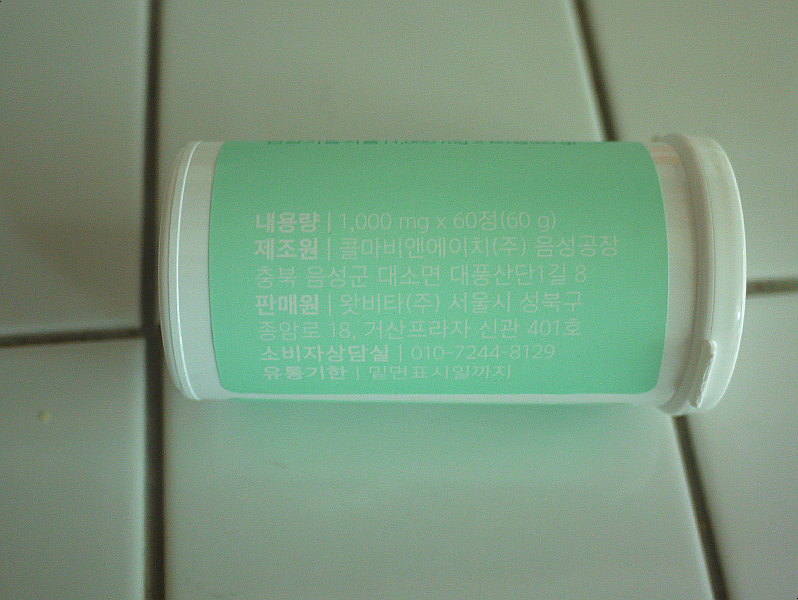 내용량 | 1,000 mg x 60정(60 g)
제조원 | 콜마비앤에이치(주) 음성공장
충북 음성군 대소면 대풍산단1길 8
판매원 | 왓비타(주) 서울시 성북구
종암로 18, 거산프라자 신관 401호
소비자상담실 | 010-7244-8129
유통기한 | 밑면표시일까지